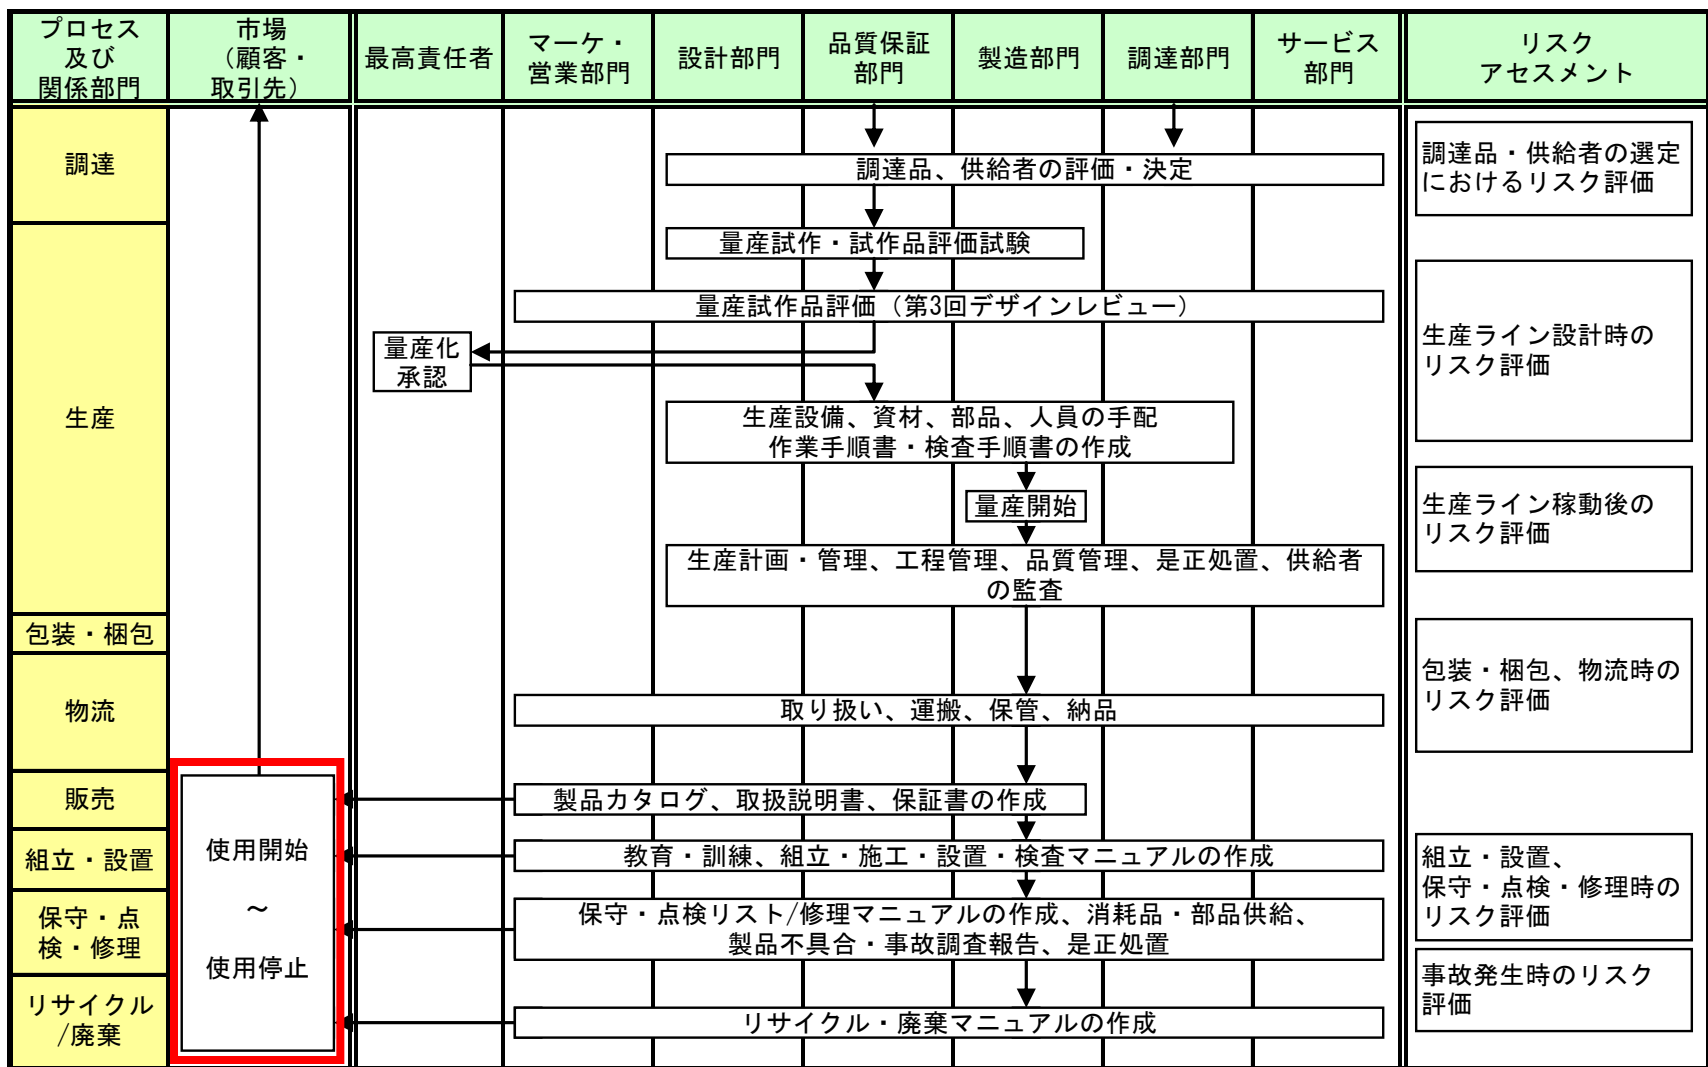 プロセス
及び
関係部門
市場
（顧客・
取引先）
最高責任者
マーケ・
営業部門
設計部門
品質保証
部門
製造部門
調達部門
サービス
部門
リスク
アセスメント
調達
調達品、供給者の評価・決定
調達品・供給者の選定
におけるリスク評価
生産
量産試作・試作品評価試験
量産試作品評価（第3回デザインレビュー）
量産化
承認
生産設備、資材、部品、人員の手配
作業手順書・検査手順書の作成
生産ライン設計時の
リスク評価
量産開始
生産計画・管理、工程管理、品質管理、是正処置、供給者
の監査
生産ライン稼動後の
リスク評価
包装・梱包
物流
取り扱い、運搬、保管、納品
包装・梱包、物流時の
リスク評価
販売
製品カタログ、取扱説明書、保証書の作成
使用開始
～
使用停止
組立・設置
教育・訓練、組立・施工・設置・検査マニュアルの作成
組立・設置、
保守・点検・修理時の
リスク評価
保守・点
検・修理
保守・点検リスト/修理マニュアルの作成、消耗品・部品供給、
製品不具合・事故調査報告、是正処置
事故発生時のリスク
評価
リサイクル
/廃棄
リサイクル・廃棄マニュアルの作成